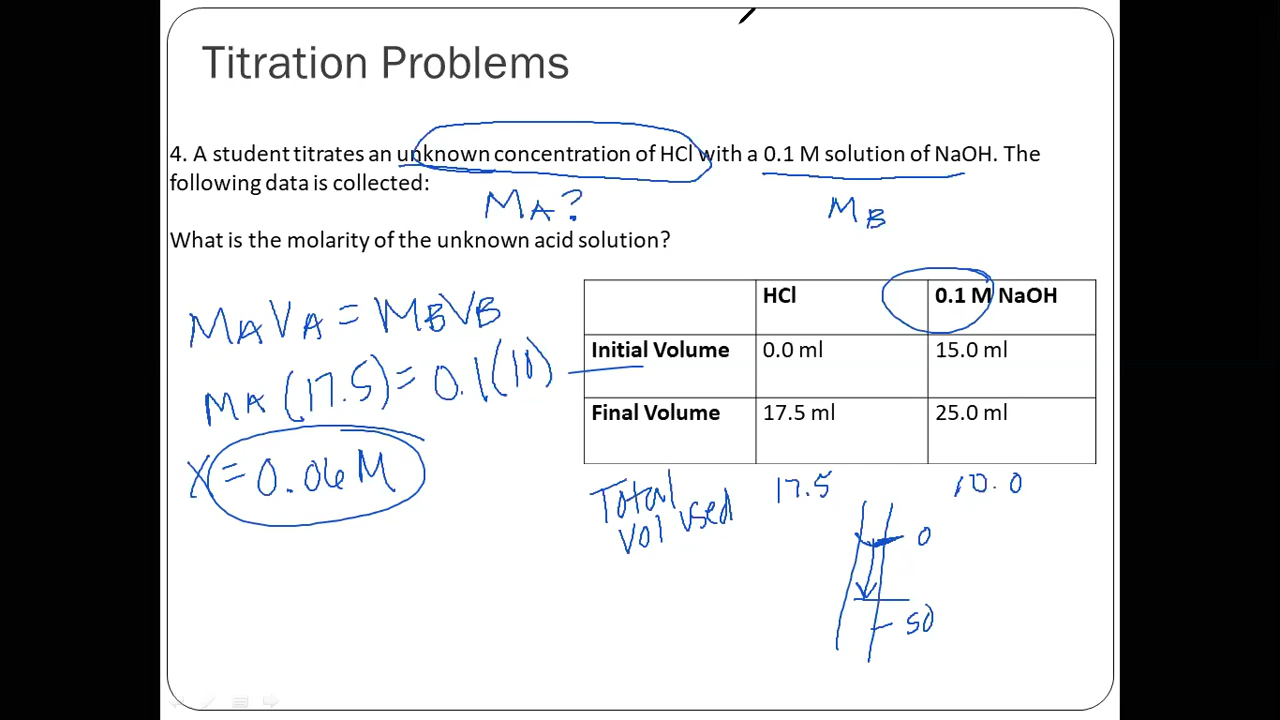 Titration Problems
4. A student titrates an unknown concentration of HCl with a 0.1 M solution of NaOH. The
following data is collected:
MA? MB
What is the molarity of the unknown acid solution?
MAVA = MBVB
MA (17.5) = 0.1(10)
X = 0.06M
HCl 0.1 M NaOH
Initial Volume 0.0 ml 15.0 ml
Final Volume 17.5 ml 25.0 ml
Total 17.5 10.0
vol used
0
50